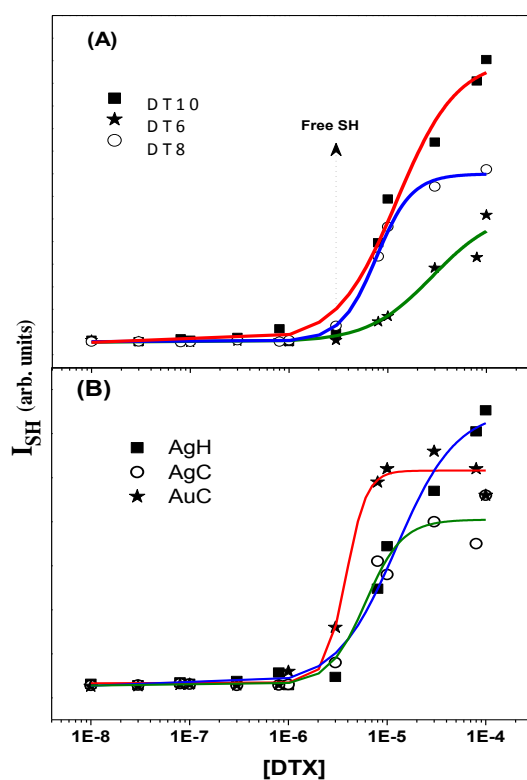 (A)
DT10
DT6
DT8
Free SH
I_SH (arb. units)
(B)
AgH
AgC
AuC
1E-8 1E-7 1E-6 1E-5 1E-4
[DTX]